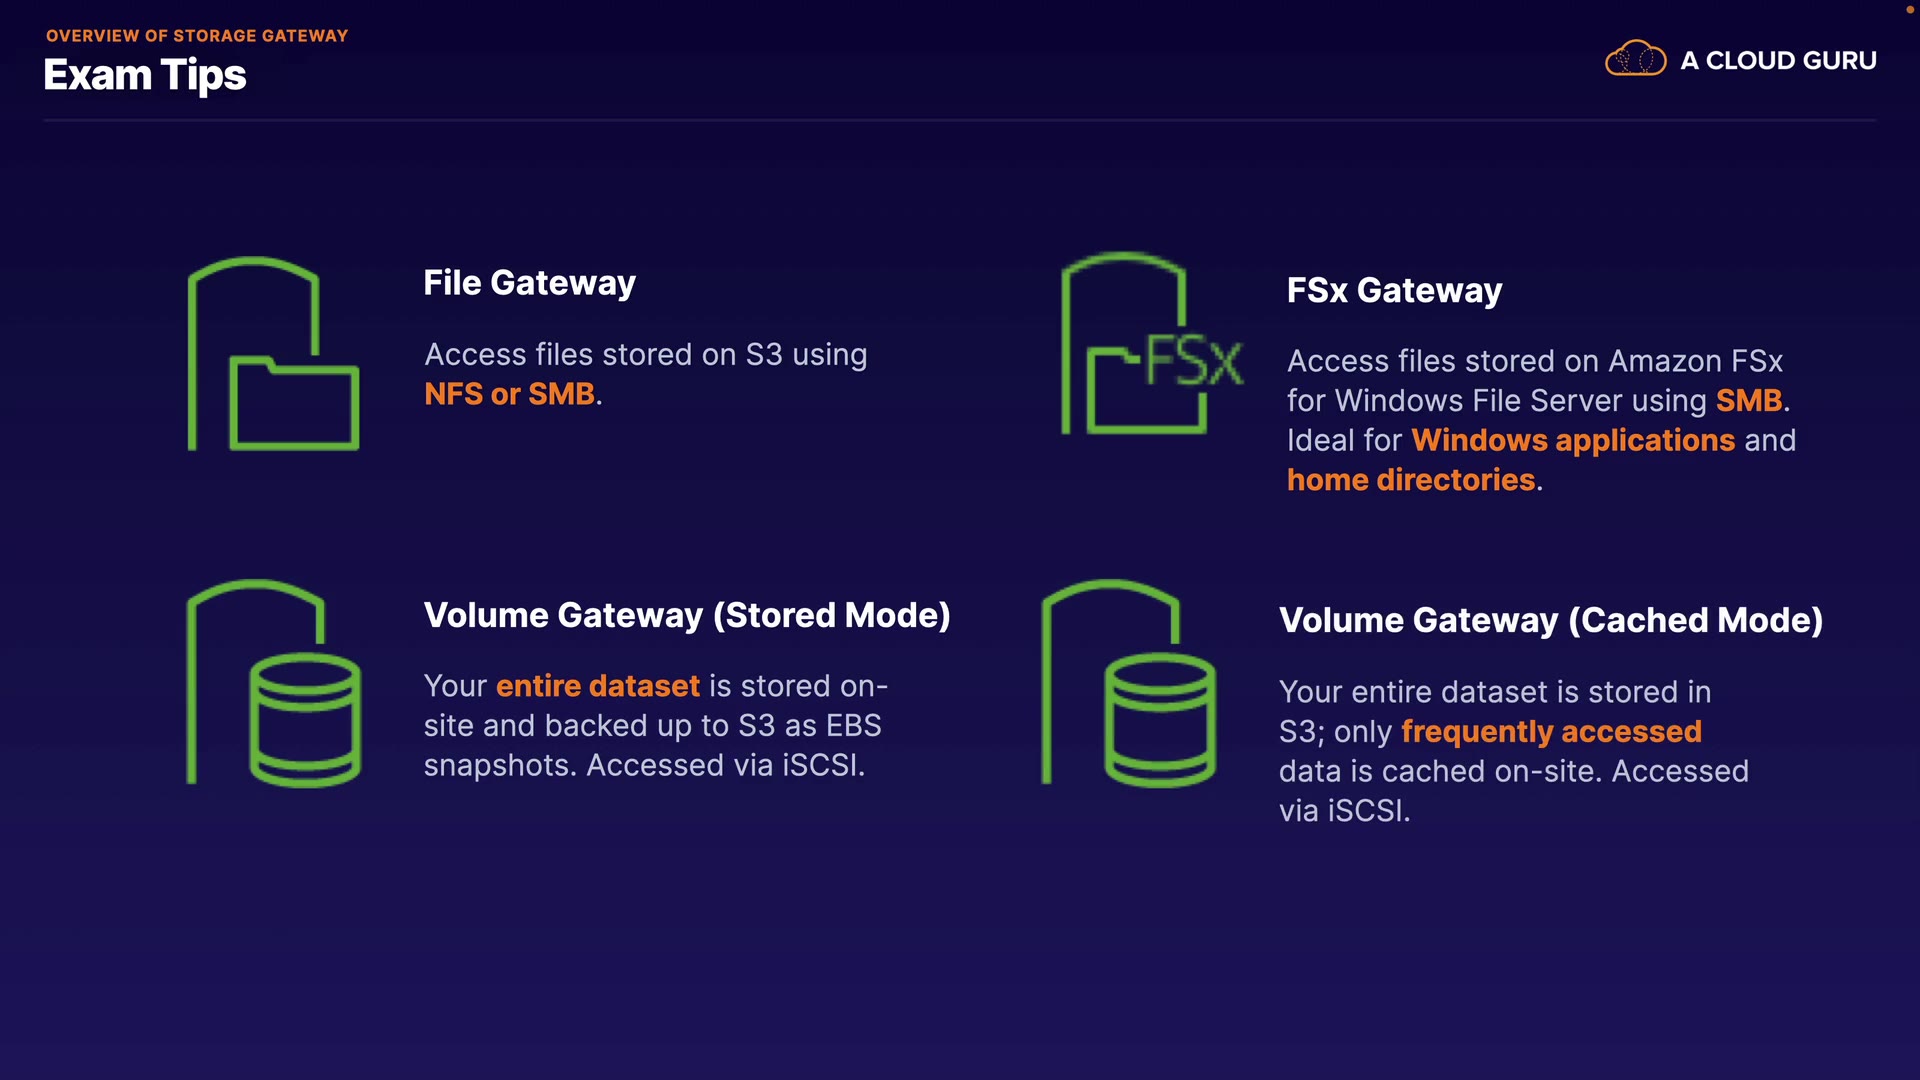 OVERVIEW OF STORAGE GATEWAY
Exam Tips
A CLOUD GURU
File Gateway
Access files stored on S3 using
NFS or SMB.
FSx
FSx Gateway
Access files stored on Amazon FSx
for Windows File Server using SMB.
Ideal for Windows applications and
home directories.
Volume Gateway (Stored Mode)
Your entire dataset is stored on-
site and backed up to S3 as EBS
snapshots. Accessed via iSCSI.
Volume Gateway (Cached Mode)
Your entire dataset is stored in
S3; only frequently accessed
data is cached on-site. Accessed
via iSCSI.